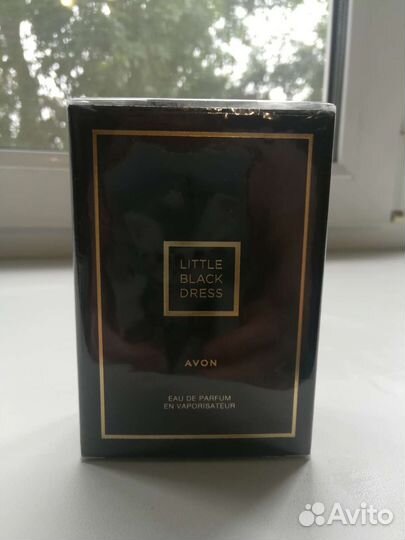 LITTLE
BLACK
DRESS
AVON
EAU DE PARFUM
EN VAPORISATEUR
Avito